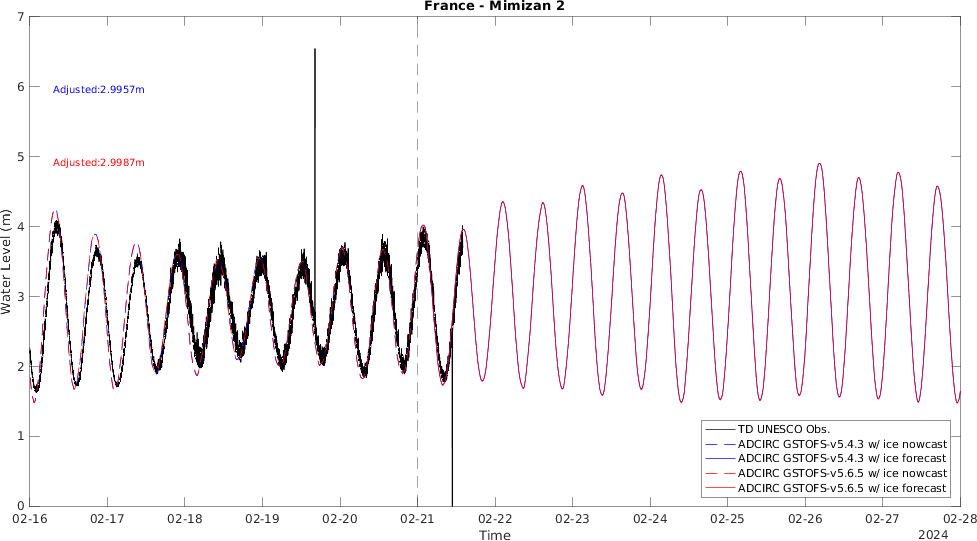 France - Mimizan 2
7
6
5
4
3
2
1
0
Water Level (m)
Adjusted:2.9957m
Adjusted:2.9987m
TD UNESCO Obs.
ADCIRC GSTOFS-v5.4.3 w/ ice nowcast
ADCIRC GSTOFS-v5.4.3 w/ ice forecast
ADCIRC GSTOFS-v5.6.5 w/ ice nowcast
ADCIRC GSTOFS-v5.6.5 w/ ice forecast
02-16 02-17 02-18 02-19 02-20 02-21 02-22 02-23 02-24 02-25 02-26 02-27 02-28
Time
2024